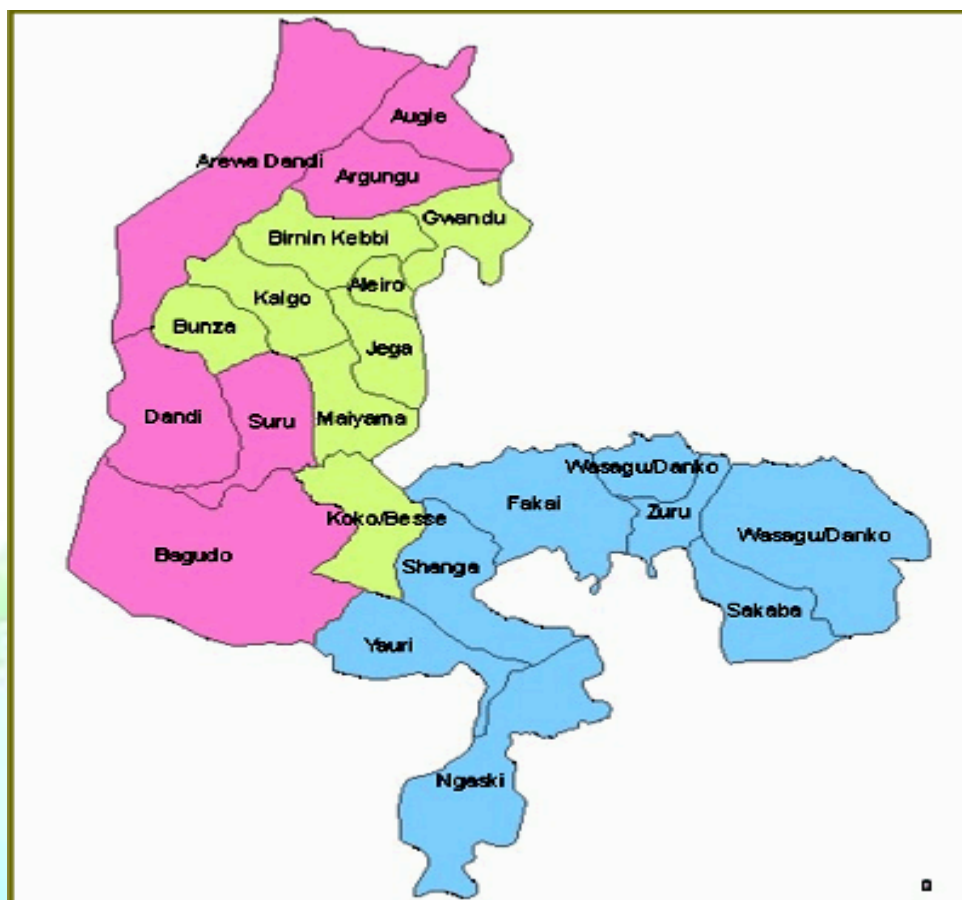 Augie
Arewa Dandi
Argungu
Gwandu
Birnin Kebbi
Aleiro
Kalgo
Bunza
Jega
Dandi
Suru
Maiyama
Wasagu/Danko
Fakai
Zuru
Koko/Besse
Wasagu/Danko
Bagudo
Shanga
Sakaba
Yauri
Ngaski